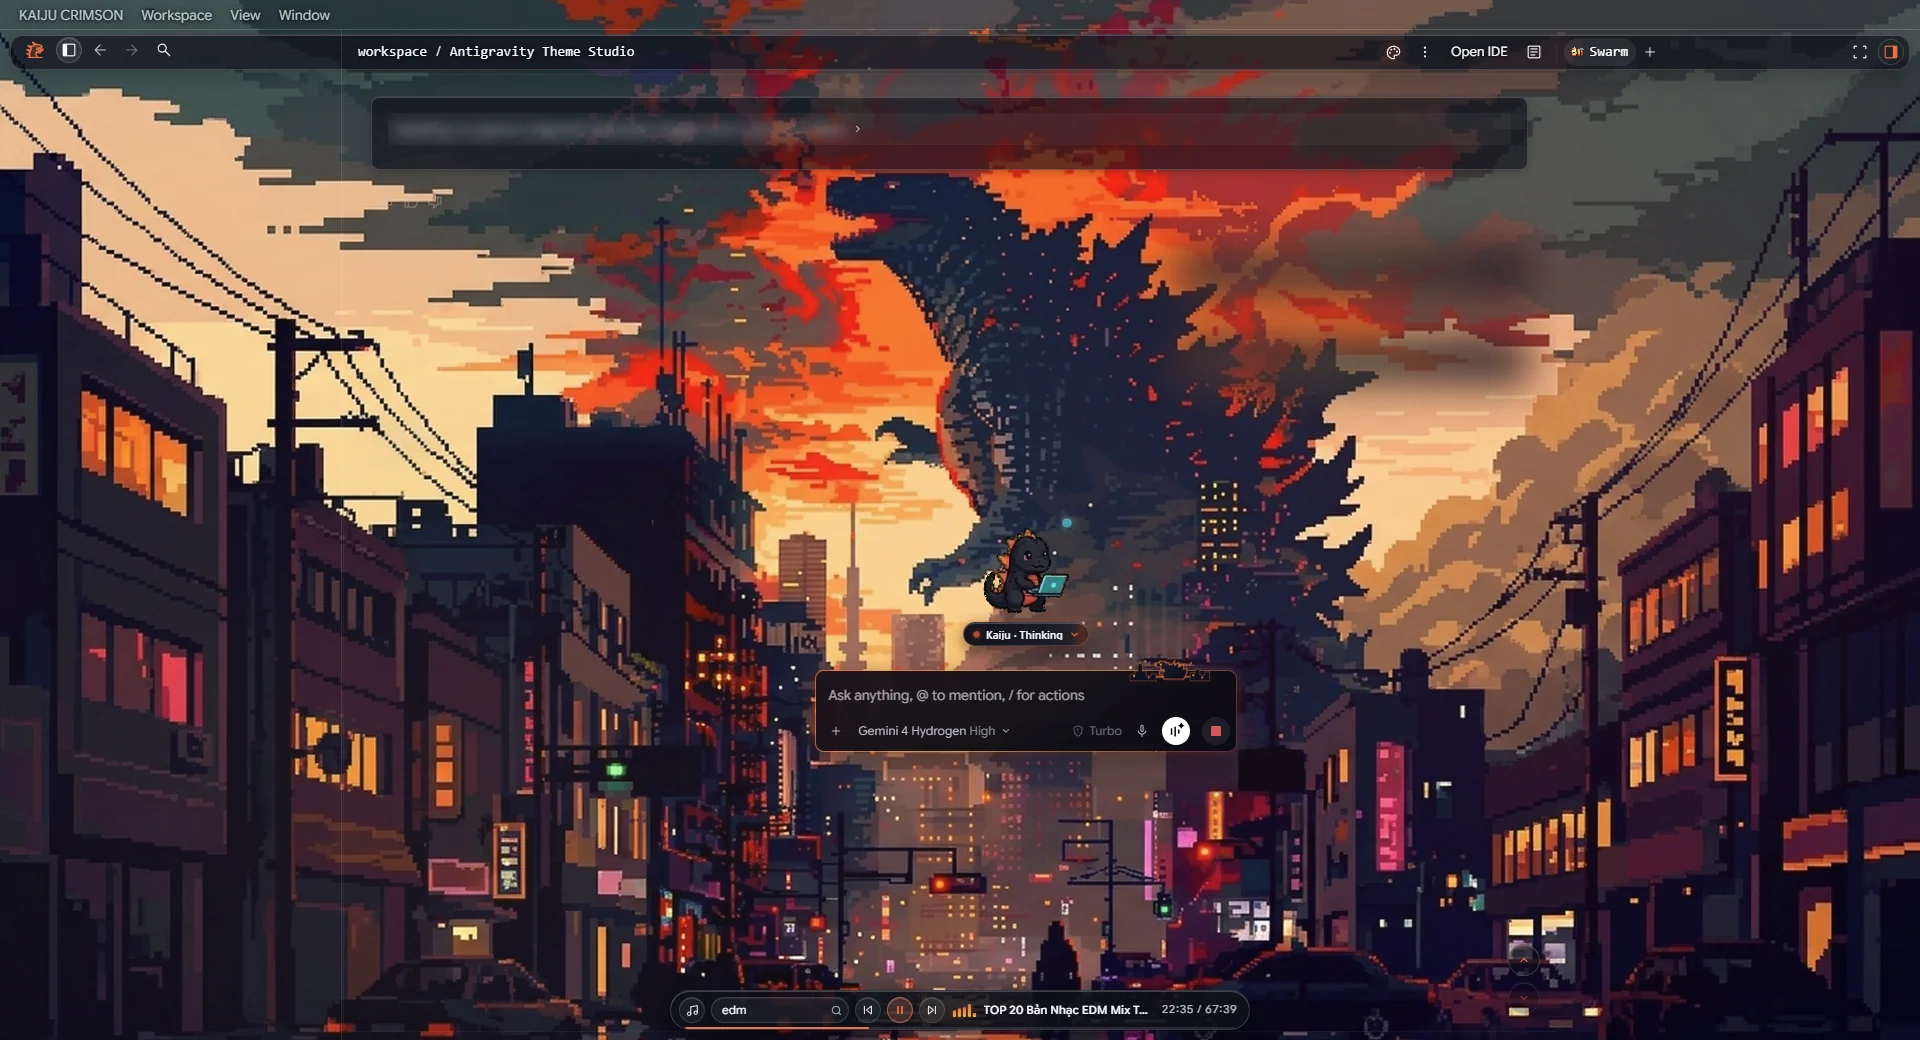 KAIJU CRIMSON Workspace View Window
workspace / Antigravity Theme Studio
Open IDE
Swarm
Kaiju · Thinking
Ask anything, @ to mention, / for actions
Gemini 4 Hydrogen High
Turbo
edm
TOP 20 Bản Nhạc EDM Mix T...
22:35 / 67:39